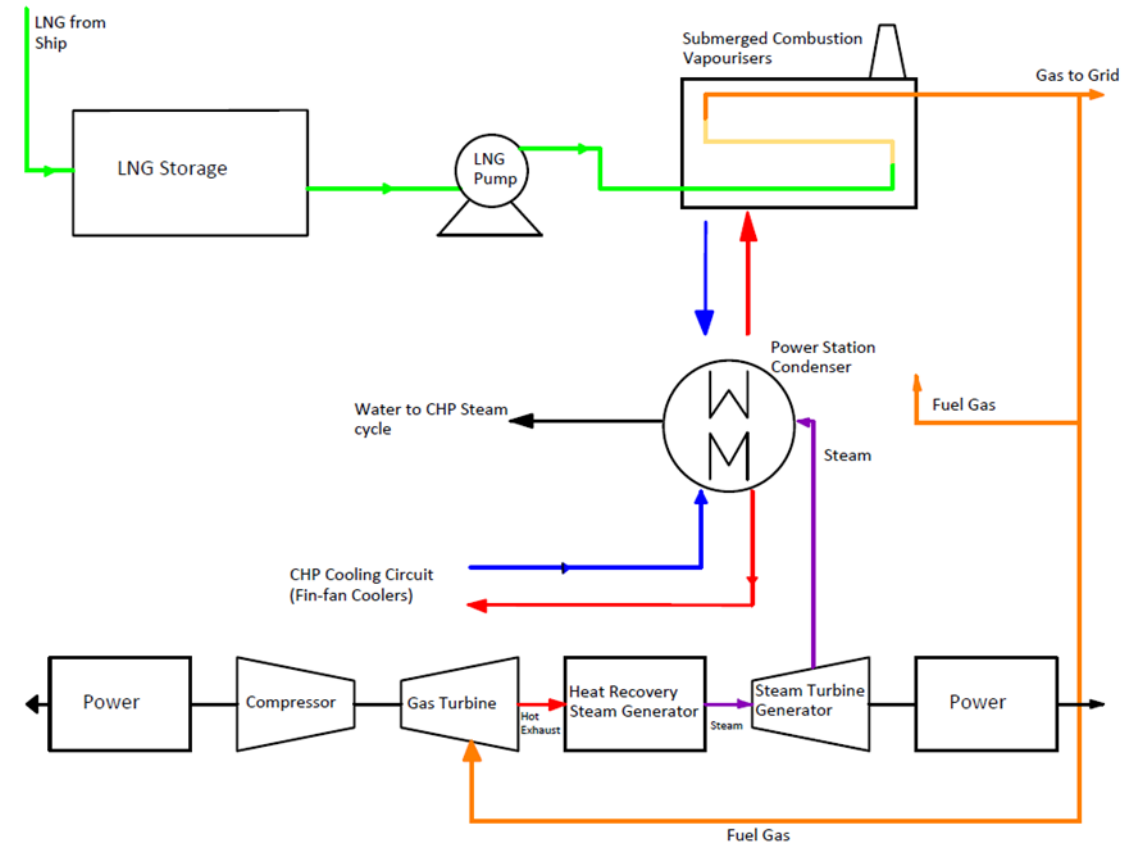 LNG from
Ship
Submerged Combustion
Vapourisers
Gas to Grid
LNG Storage
LNG
Pump
Power Station
Condenser
Water to CHP Steam
cycle
Fuel Gas
Steam
CHP Cooling Circuit
(Fin-fan Coolers)
Power
Compressor
Gas Turbine
Hot
Exhaust
Heat Recovery
Steam Generator
Steam
Steam Turbine
Generator
Power
Fuel Gas